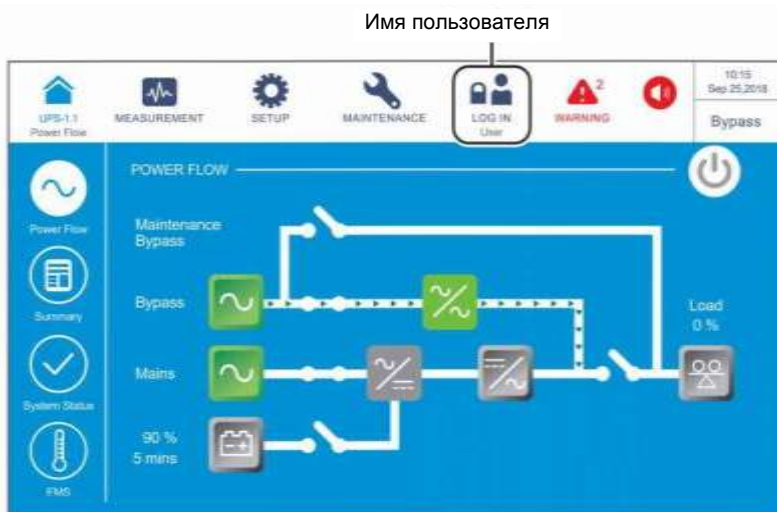 Имя пользователя
10:15
Sep 25,2018
UPS-1.1
Power Flow
MEASUREMENT
SETUP
MAINTENANCE
LOG IN
User
2
WARNING
Bypass
POWER FLOW
Power Flow
Maintenance
Bypass
Summary
Bypass
Load
0 %
Mains
System Status
90 %
5 mins
EMS